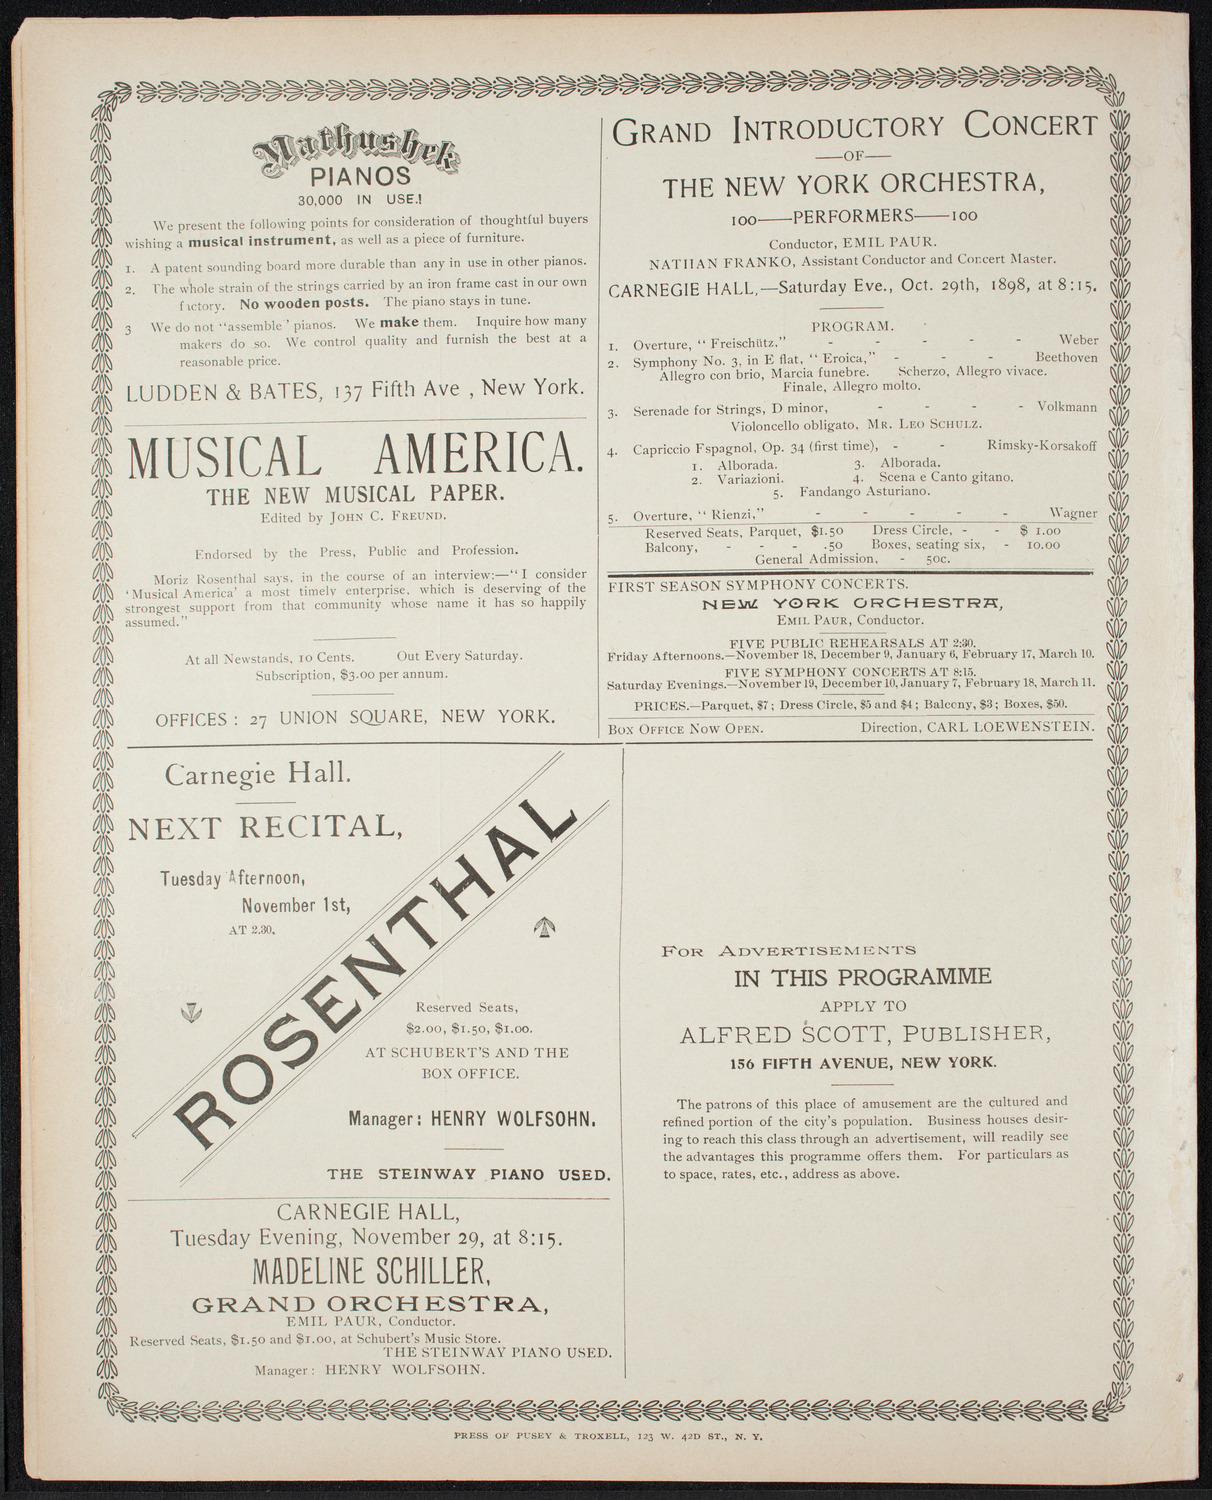 Mathushek
PIANOS
30,000 IN USE!
We present the following points for consideration of thoughtful buyers
wishing a musical instrument, as well as a piece of furniture.
1. A patent sounding board more durable than any in use in other pianos.
2. The whole strain of the strings carried by an iron frame cast in our own
factory. No wooden posts. The piano stays in tune.
3 We do not "assemble' pianos. We make them. Inquire how many
makers do so. We control quality and furnish the best at a
reasonable price.
LUDDEN & BATES, 137 Fifth Ave , New York.
MUSICAL AMERICA.
THE NEW MUSICAL PAPER.
Edited by JOHN C. FREUND.
Endorsed by the Press, Public and Profession.
Moriz Rosenthal says, in the course of an interview:—"I consider
'Musical America' a most timely enterprise, which is deserving of the
strongest support from that community whose name it has so happily
assumed."
At all Newstands, 10 Cents. Out Every Saturday.
Subscription, $3.00 per annum.
OFFICES: 27 UNION SQUARE, NEW YORK.
GRAND INTRODUCTORY CONCERT
—OF—
THE NEW YORK ORCHESTRA,
100——PERFORMERS——100
Conductor, EMIL PAUR.
NATHAN FRANKO, Assistant Conductor and Concert Master.
CARNEGIE HALL,—Saturday Eve., Oct. 29th, 1898, at 8:15.
PROGRAM.
1. Overture, "Freischütz." - - - - - Weber
2. Symphony No. 3, in E flat, "Eroica," - - - Beethoven
Allegro con brio, Marcia funebre. Scherzo, Allegro vivace.
Finale, Allegro molto.
3. Serenade for Strings, D minor, - - - - Volkmann
Violoncello obligato, MR. LEO SCHULZ.
4. Capriccio Espagnol, Op. 34 (first time), - - Rimsky-Korsakoff
1. Alborada. 3. Alborada.
2. Variazioni. 4. Scena e Canto gitano.
5. Fandango Asturiano.
5. Overture, "Rienzi," - - - - - Wagner
Reserved Seats, Parquet, $1.50 Dress Circle, - - $ 1.00
Balcony, - - - .50 Boxes, seating six, - 10.00
General Admission, - 50c.
FIRST SEASON SYMPHONY CONCERTS.
NEW YORK ORCHESTRA,
EMIL PAUR, Conductor.
FIVE PUBLIC REHEARSALS AT 2:30.
Friday Afternoons.—November 18, December 9, January 6, February 17, March 10.
FIVE SYMPHONY CONCERTS AT 8:15.
Saturday Evenings.—November 19, December 10, January 7, February 18, March 11.
PRICES.—Parquet, $7; Dress Circle, $5 and $4; Balcony, $3; Boxes, $50.
BOX OFFICE NOW OPEN. Direction, CARL LOEWENSTEIN.
Carnegie Hall.
NEXT RECITAL,
Tuesday Afternoon,
November 1st,
AT 2.30.
ROSENTHAL
Reserved Seats,
$2.00, $1.50, $1.00.
AT SCHUBERT'S AND THE
BOX OFFICE.
Manager: HENRY WOLFSOHN.
THE STEINWAY PIANO USED.
CARNEGIE HALL,
Tuesday Evening, November 29, at 8:15.
MADELINE SCHILLER,
GRAND ORCHESTRA,
EMIL PAUR, Conductor.
Reserved Seats, $1.50 and $1.00, at Schubert's Music Store.
THE STEINWAY PIANO USED.
Manager: HENRY WOLFSOHN.
FOR ADVERTISEMENTS
IN THIS PROGRAMME
APPLY TO
ALFRED SCOTT, PUBLISHER,
156 FIFTH AVENUE, NEW YORK.
The patrons of this place of amusement are the cultured and
refined portion of the city's population. Business houses desir-
ing to reach this class through an advertisement, will readily see
the advantages this programme offers them. For particulars as
to space, rates, etc., address as above.
PRESS OF PUSEY & TROXELL, 123 W. 42D ST., N. Y.